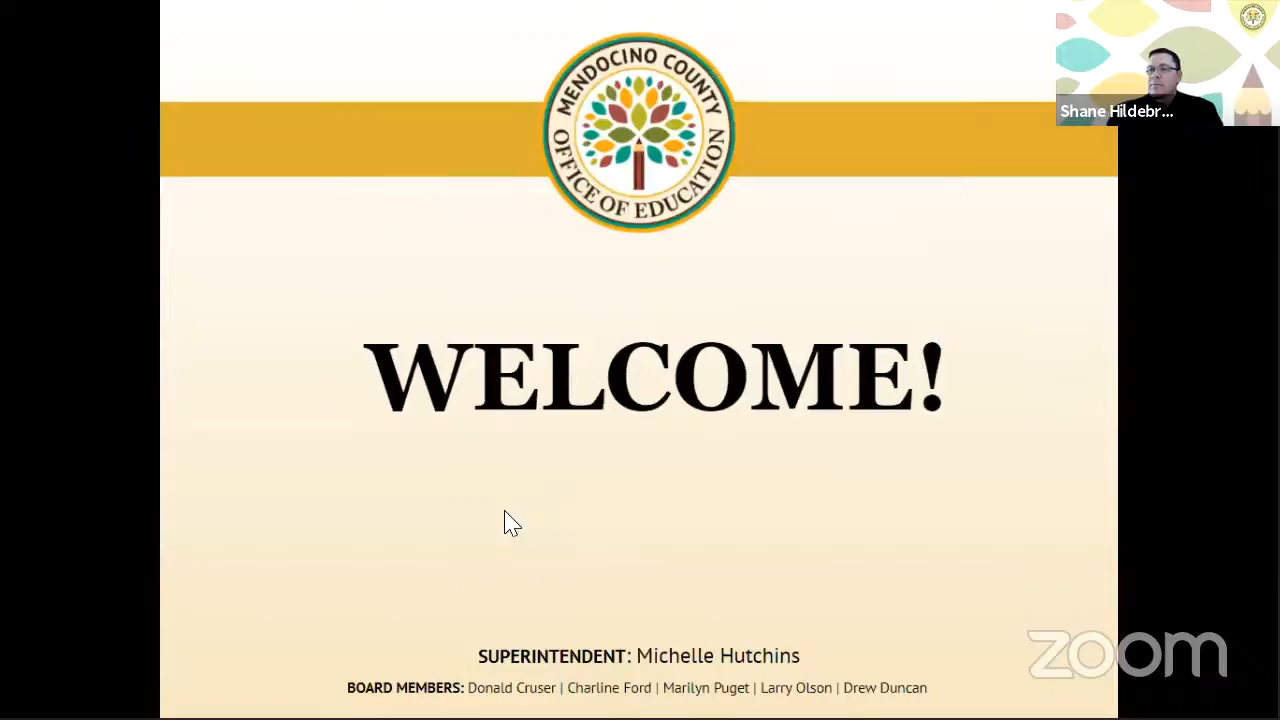 MENDOCINO COUNTY
OFFICE OF EDUCATION
Shane Hildebr...
WELCOME!
SUPERINTENDENT: Michelle Hutchins
BOARD MEMBERS: Donald Cruser | Charline Ford | Marilyn Puget | Larry Olson | Drew Duncan
zoom